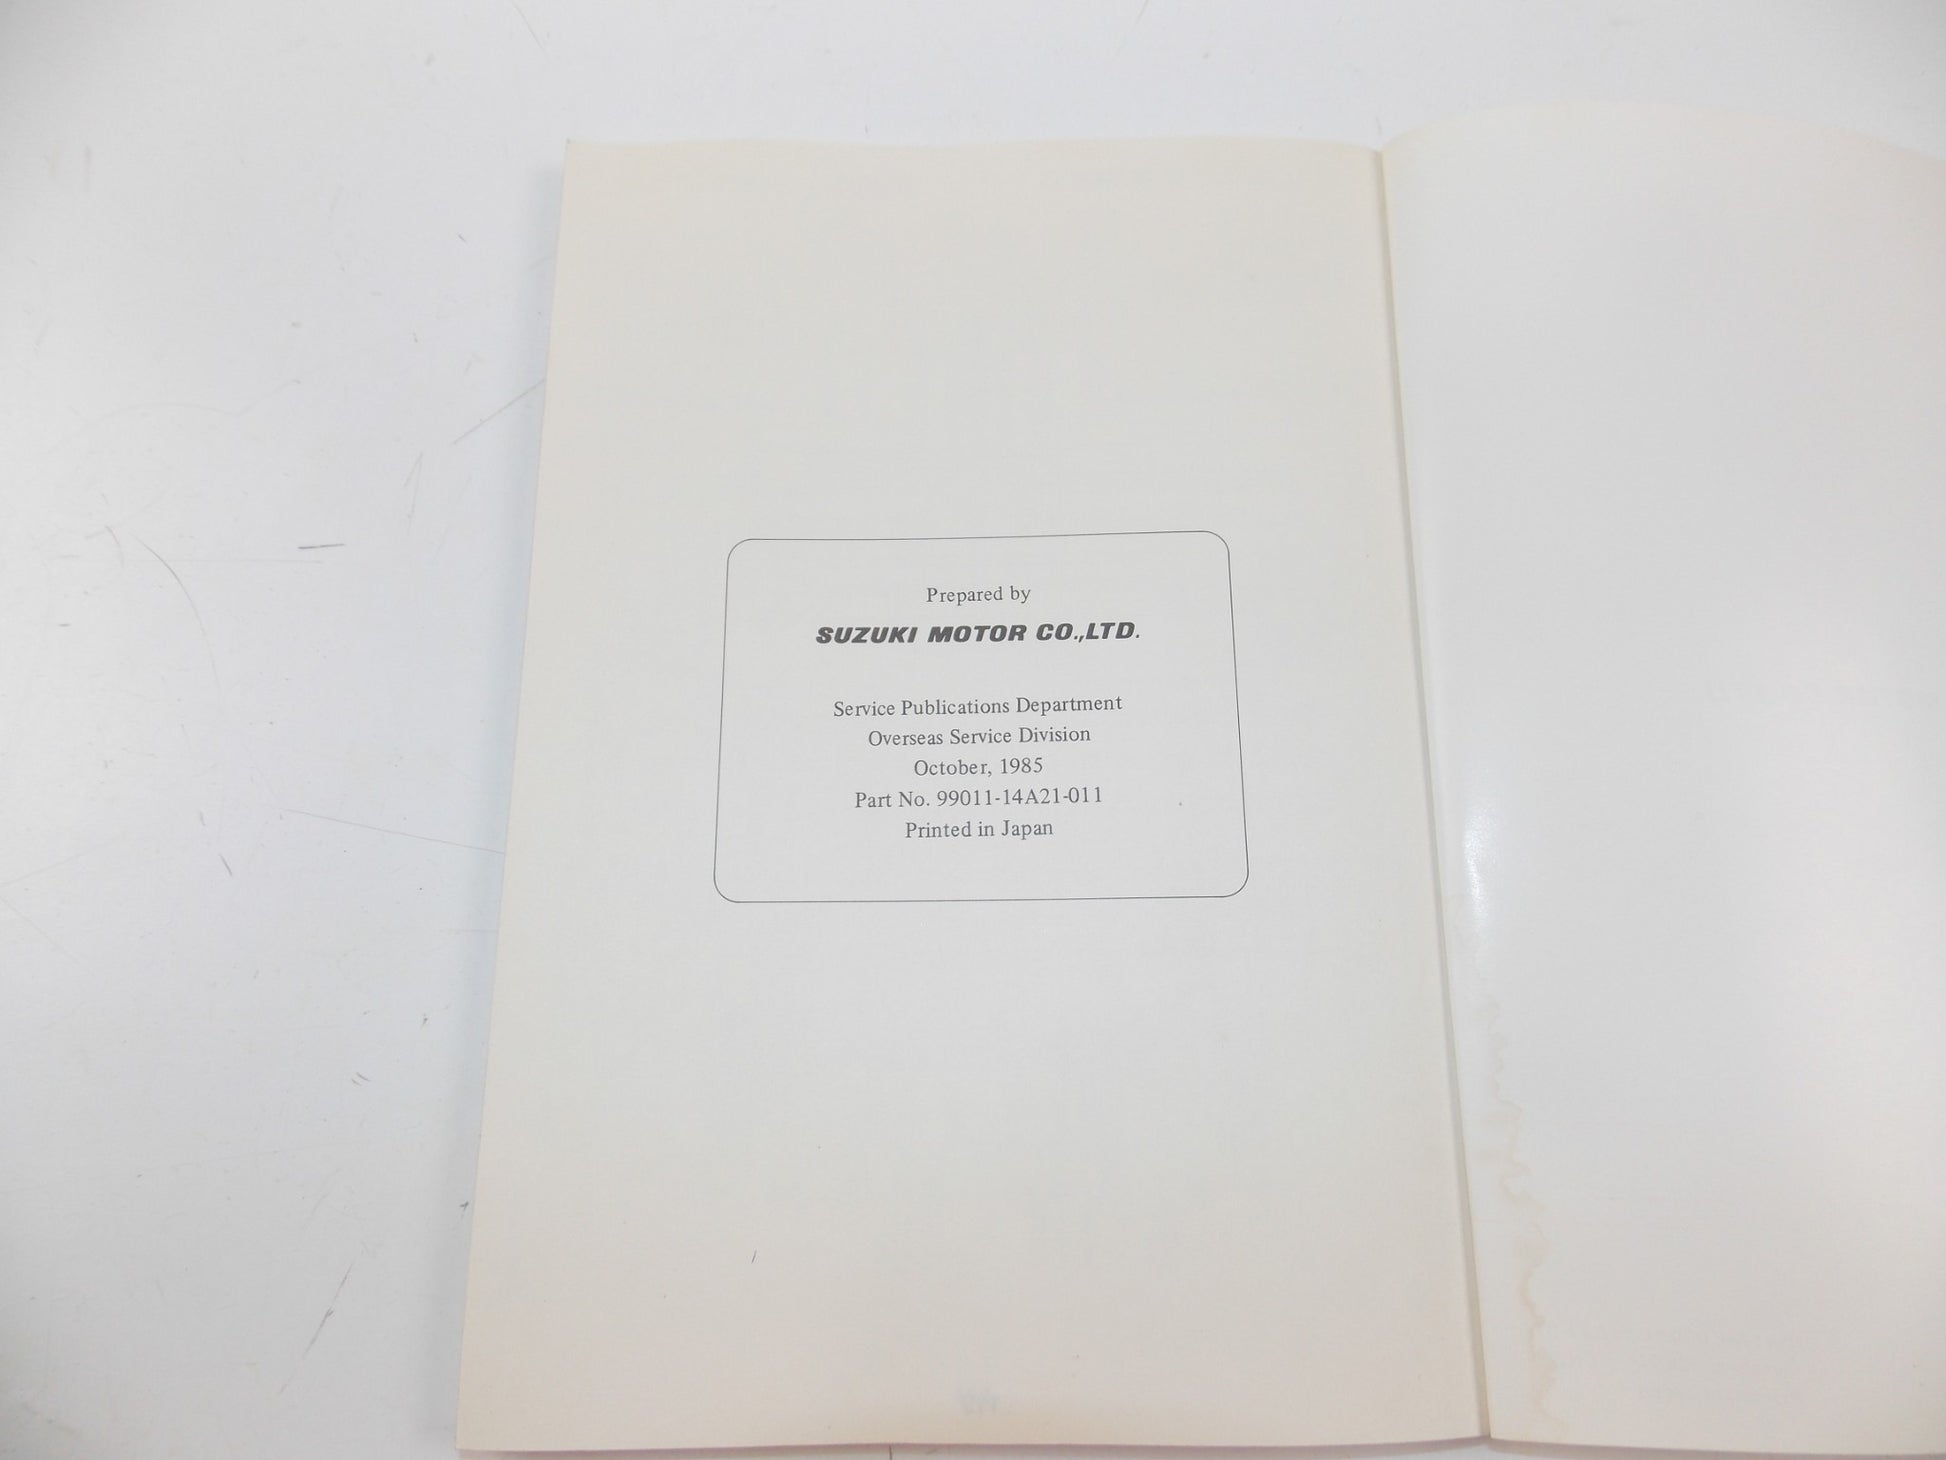 Prepared by
SUZUKI MOTOR CO.,LTD.
Service Publications Department
Overseas Service Division
October, 1985
Part No. 99011-14A21-011
Printed in Japan